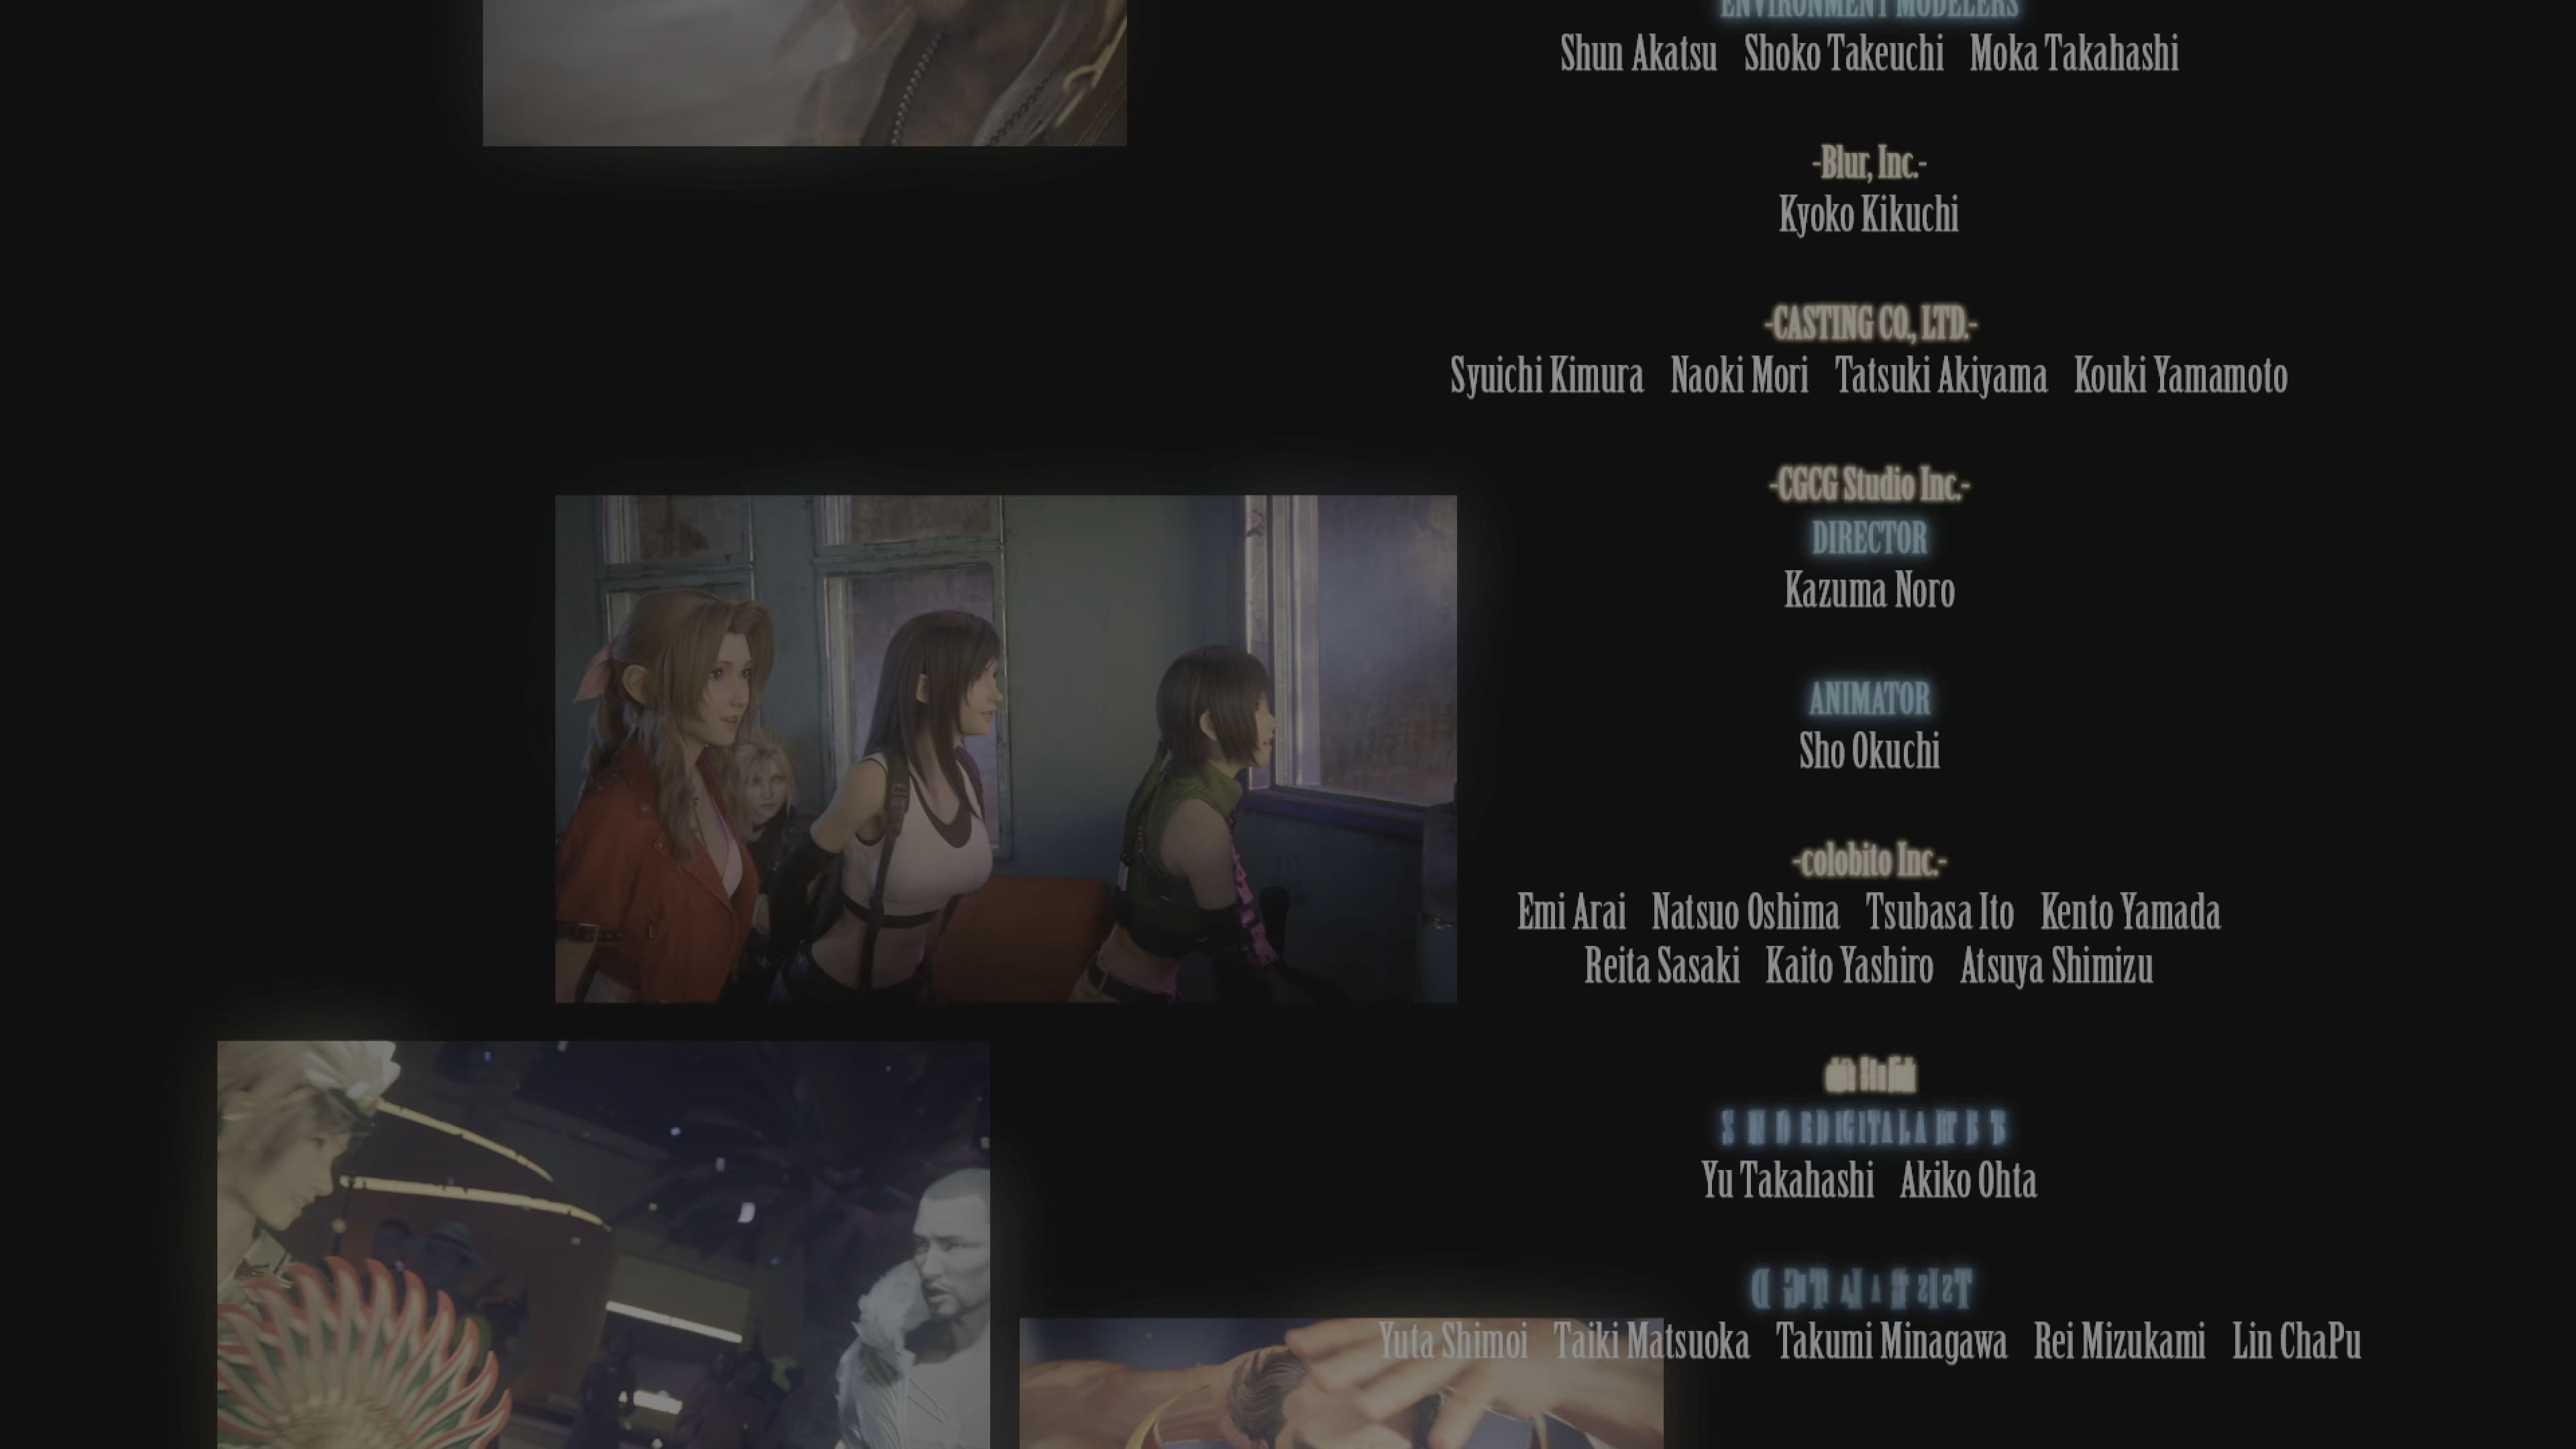 ENVIRONMENT MODELERS
Shun Akatsu Shoko Takeuchi Moka Takahashi
-Blur, Inc.-
Kyoko Kikuchi
-CASTING CO., LTD.-
Syuichi Kimura Naoki Mori Tatsuki Akiyama Kouki Yamamoto
-CGCG Studio Inc.-
DIRECTOR
Kazuma Noro
ANIMATOR
Sho Okuchi
-colobito Inc.-
Emi Arai Natsuo Oshima Tsubasa Ito Kento Yamada
Reita Sasaki Kaito Yashiro Atsuya Shimizu
Yu Takahashi Akiko Ohta
Yuta Shimoi Taiki Matsuoka Takumi Minagawa Rei Mizukami Lin ChaPu